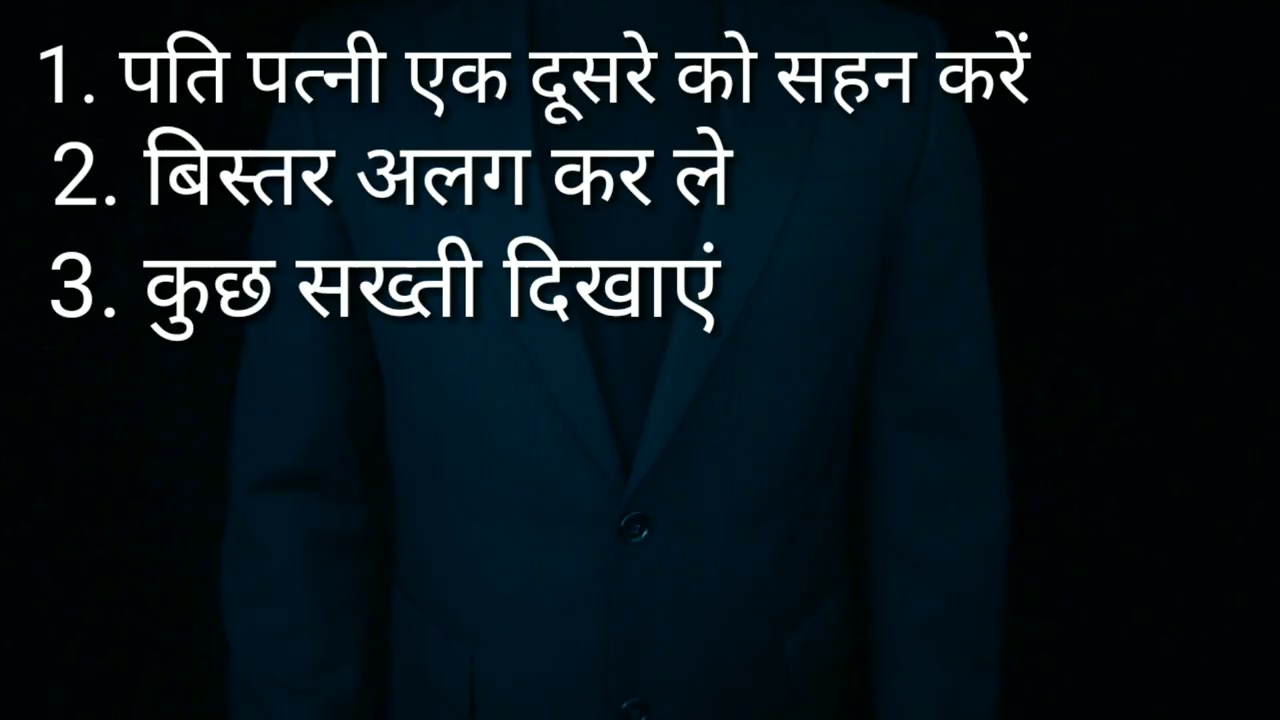 1. पति पत्नी एक दूसरे को सहन करें
2. बिस्तर अलग कर ले
3. कुछ सख्ती दिखाएं